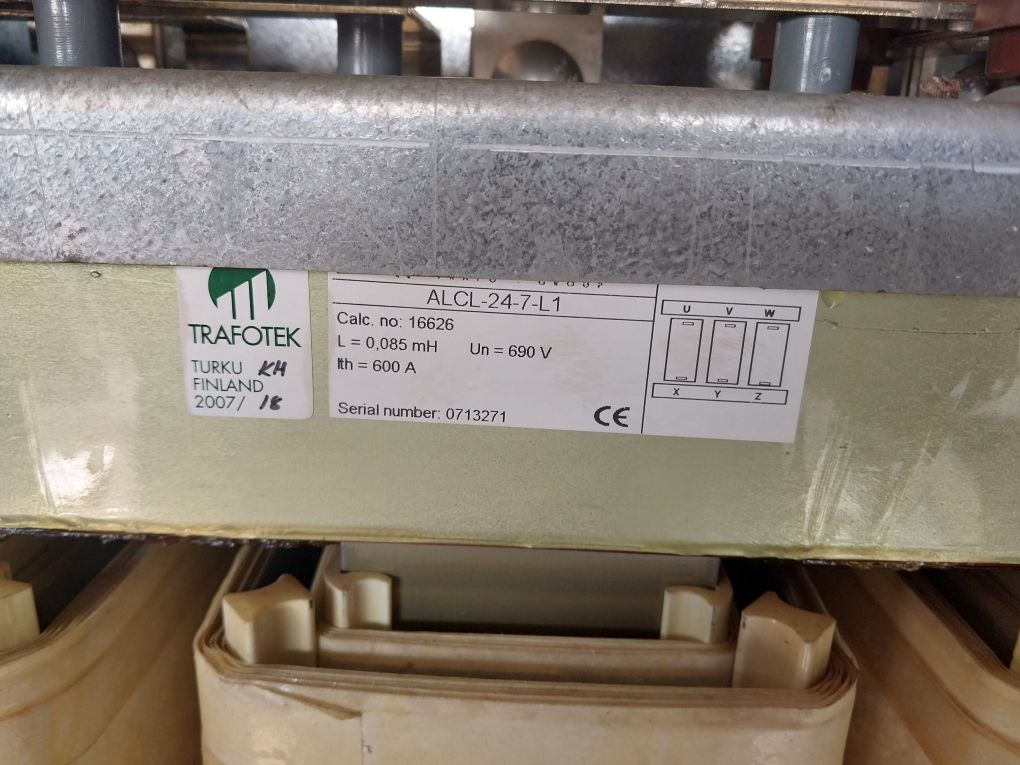 TRAFOTEK
TURKU KH
FINLAND
2007/ 18
ALCL-24-7-L1
Calc. no: 16626
L = 0,085 mH Un = 690 V
Ith = 600 A
Serial number: 0713271 CE
U V W
X Y Z